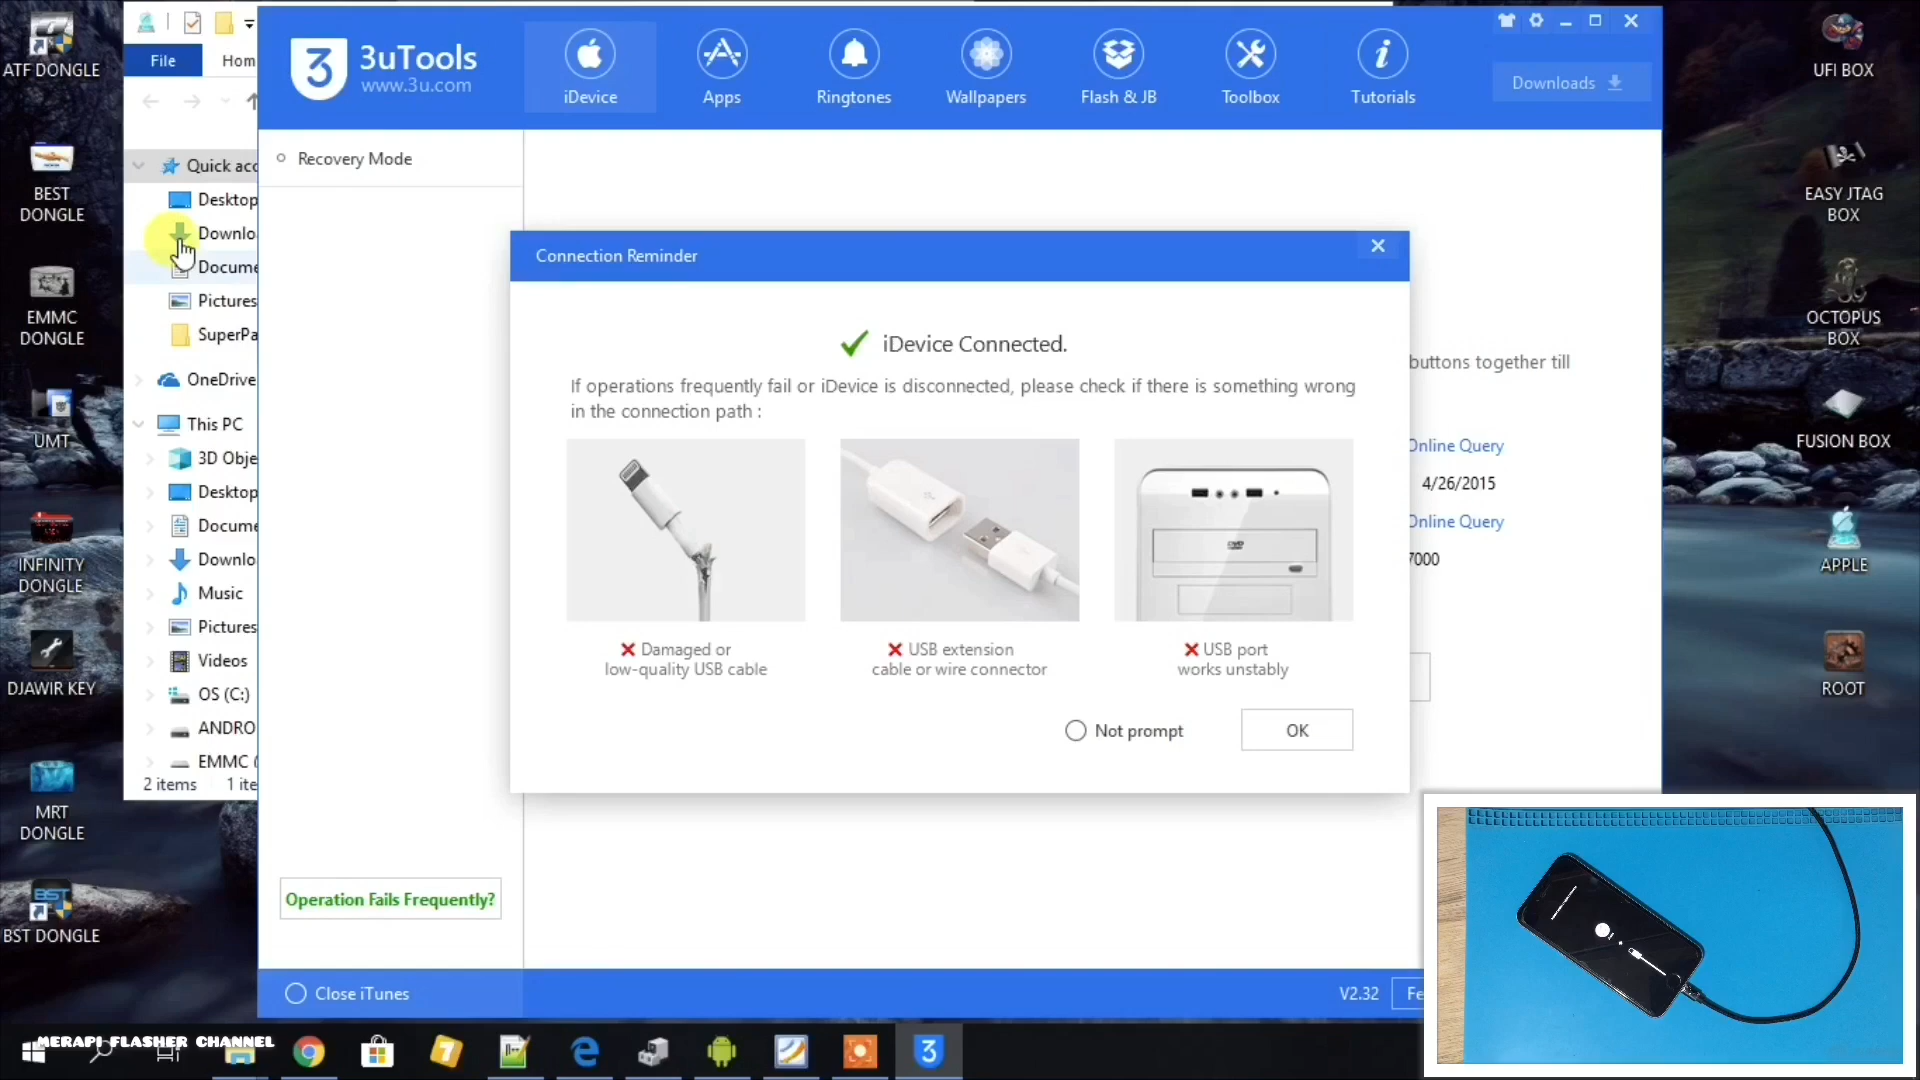 ATF DONGLE
BEST
DONGLE
EMMC
DONGLE
UMT
INFINITY
DONGLE
DJAWIR KEY
MRT
DONGLE
BST
BST DONGLE
File
Hom
Quick acc
Desktop
Downlo
Docume
Pictures
SuperPa
OneDrive
This PC
3D Obje
Desktop
Docume
Downlo
Music
Pictures
Videos
OS (C:)
ANDRO
EMMC (
2 items
1 ite
3
3uTools
www.3u.com
iDevice
Apps
Ringtones
Wallpapers
Flash & JB
Toolbox
Tutorials
Downloads
Recovery Mode
Connection Reminder
iDevice Connected.
If operations frequently fail or iDevice is disconnected, please check if there is something wrong
in the connection path :
DVD
Damaged or
low-quality USB cable
USB extension
cable or wire connector
USB port
works unstably
Not prompt
OK
buttons together till
Online Query
4/26/2015
Online Query
7000
Operation Fails Frequently?
Close iTunes
V2.32
Fe
UFI BOX
EASY JTAG
BOX
OCTOPUS
BOX
FUSION BOX
APPLE
ROOT
MERAPI FLASHER CHANNEL
3